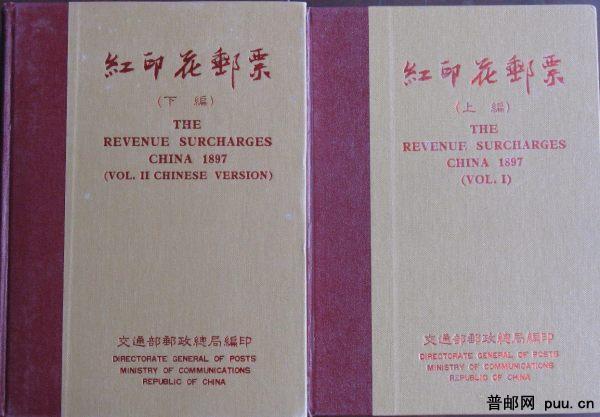 紅印花郵票
(下編)
THE
REVENUE SURCHARGES
CHINA 1897
(VOL. II CHINESE VERSION)
交通部郵政總局編印
DIRECTORATE GENERAL OF POSTS
MINISTRY OF COMMUNICATIONS
REPUBLIC OF CHINA
紅印花郵票
(上編)
THE
REVENUE SURCHARGES
CHINA 1897
(VOL. I)
交通部郵政總局編印
DIRECTORATE GENERAL OF POSTS
MINISTRY OF COMMUNICATIONS
REPUBLIC OF CHINA
普邮网 puu.cn